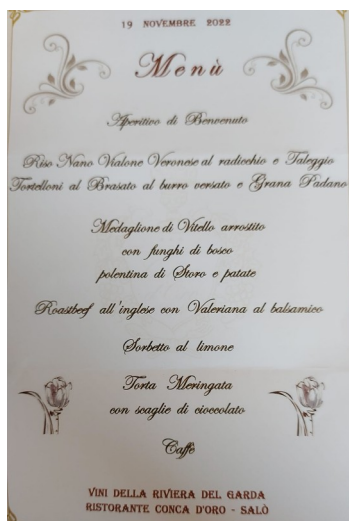 19 NOVEMBRE 2022
Menù
Aperitivo di Benvenuto
Riso Nano Vialone Veronese al radicchio e Taleggio
Tortelloni al Brasato al burro versato e Grana Padano
Medaglione di Vitello arrostito
con funghi di bosco
polentina di Storo e patate
Roastbeef all'inglese con Valeriana al balsamico
Sorbetto al limone
Torta Meringata
con scaglie di cioccolato
Caffè
VINI DELLA RIVIERA DEL GARDA
RISTORANTE CONCA D'ORO - SALÒ